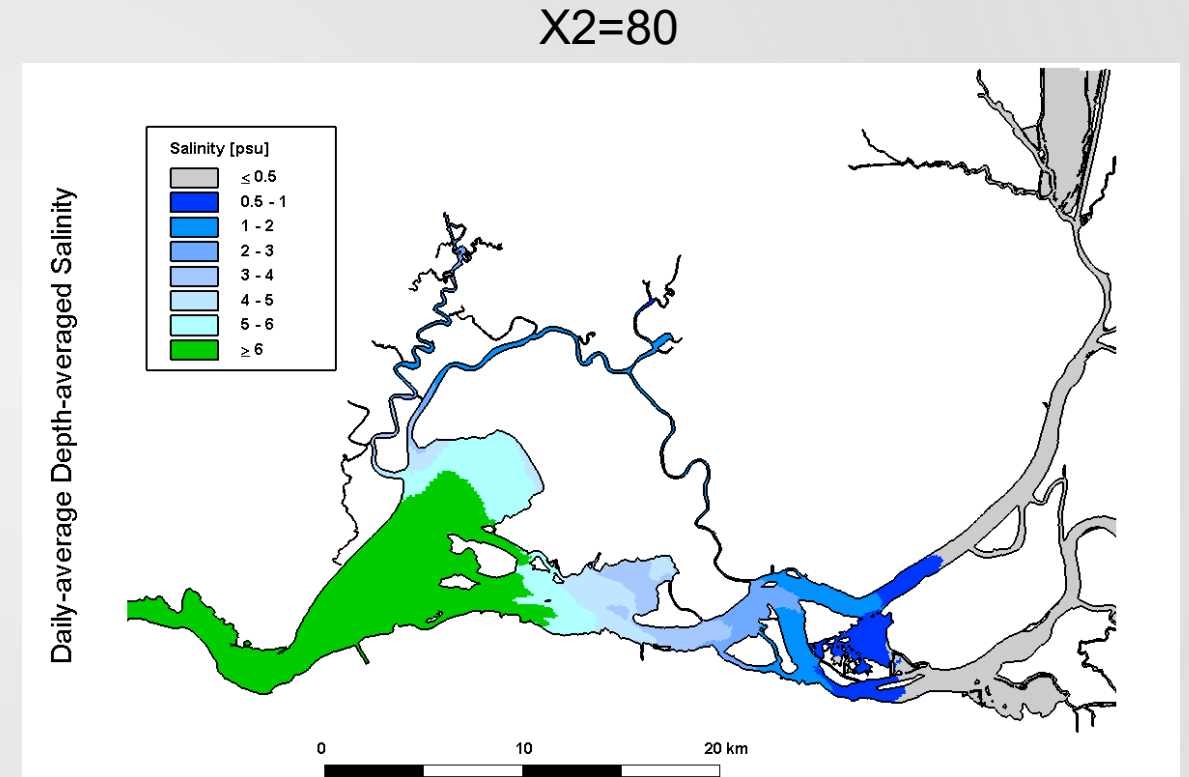 X2=80
Daily-average Depth-averaged Salinity
Salinity [psu]
≤ 0.5
0.5 - 1
1 - 2
2 - 3
3 - 4
4 - 5
5 - 6
≥ 6
0 10 20 km